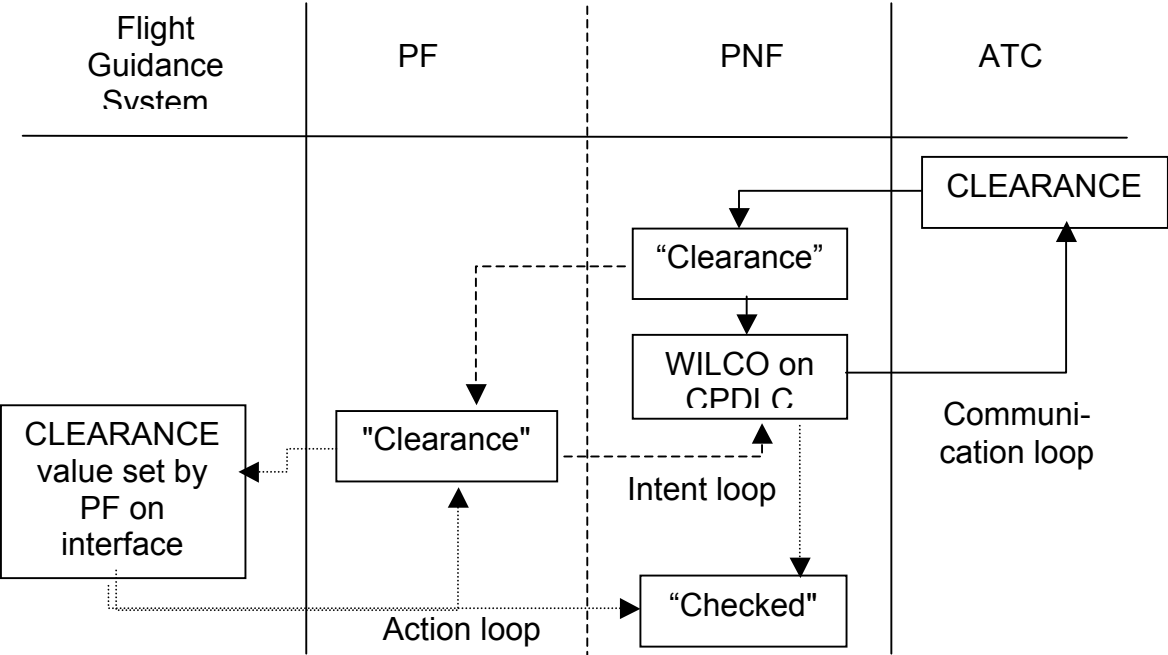 Flight
Guidance
System
PF
PNF
ATC
CLEARANCE
“Clearance”
WILCO on
CPDLC
CLEARANCE
value set by
PF on
interface
"Clearance"
Communi-
cation loop
Intent loop
“Checked"
Action loop